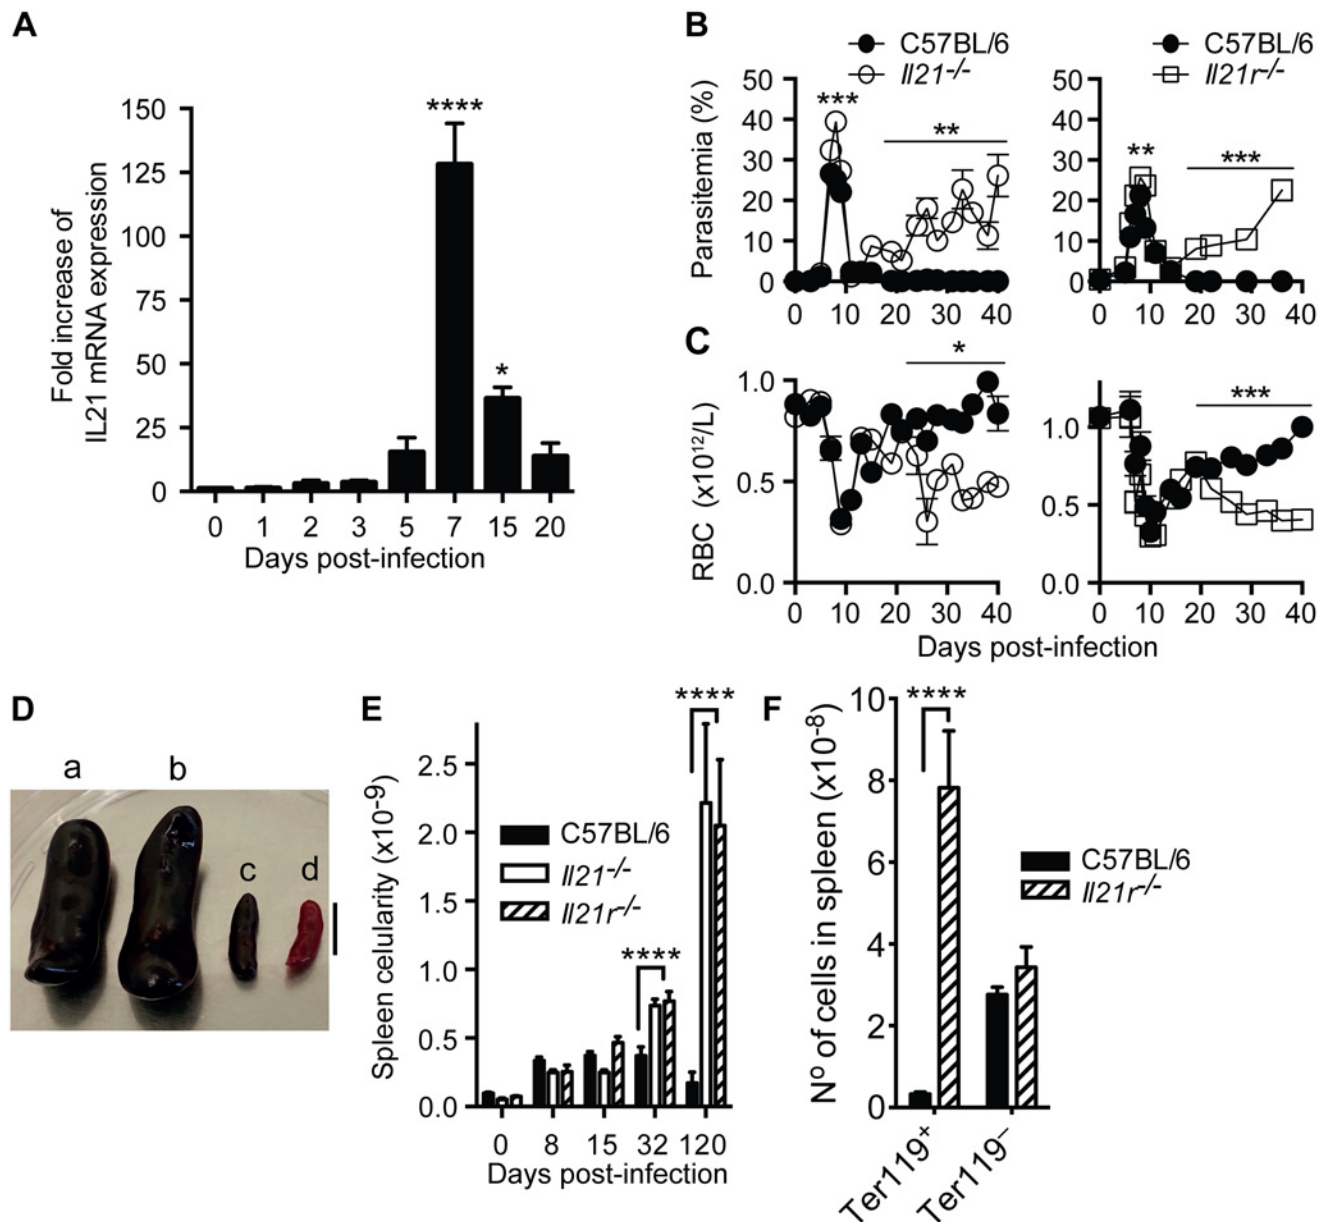 A
Fold increase of
IL21 mRNA expression
150
125
100
75
50
25
0
****
*
0 1 2 3 5 7 15 20
Days post-infection
B
C57BL/6
Il21-/-
Parasitemia (%)
50
40
30
20
10
0
***
**
0 10 20 30 40
C57BL/6
Il21r-/-
50
40
30
20
10
0
**
***
0 10 20 30 40
C
RBC (x10¹²/L)
1.0
0.5
0.0
*
0 10 20 30 40
1.0
0.5
0.0
***
0 10 20 30 40
Days post-infection
D
a b c d
E
Spleen celularity (x10⁻⁹)
2.5
2.0
1.5
1.0
0.5
0.0
C57BL/6
Il21-/-
Il21r-/-
****
****
0 8 15 32 120
Days post-infection
F
Nº of cells in spleen (x10⁻⁸)
10
8
6
4
2
0
****
C57BL/6
Il21r-/-
Ter119⁺
Ter119⁻